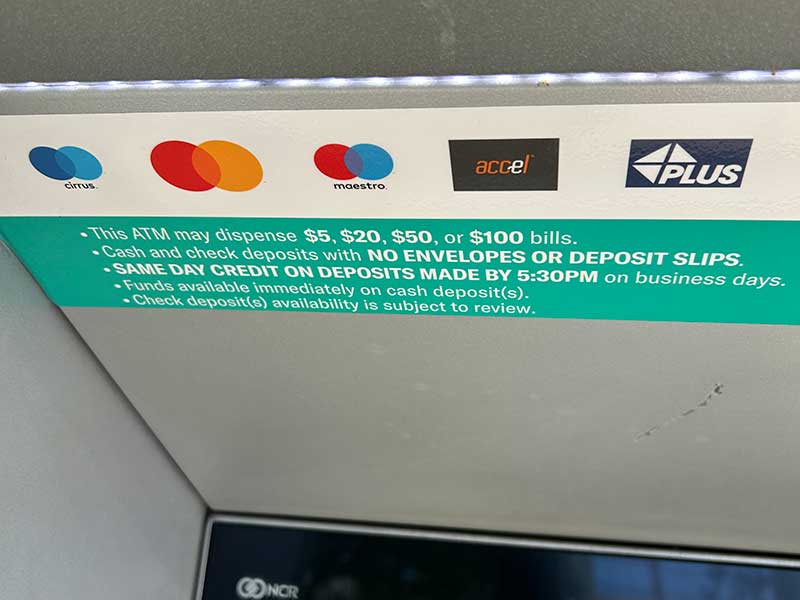 cirrus
maestro
accel
PLUS
•This ATM may dispense $5, $20, $50, or $100 bills.
•Cash and check deposits with NO ENVELOPES OR DEPOSIT SLIPS.
•SAME DAY CREDIT ON DEPOSITS MADE BY 5:30PM on business days.
•Funds available immediately on cash deposit(s).
•Check deposit(s) availability is subject to review.
NCR